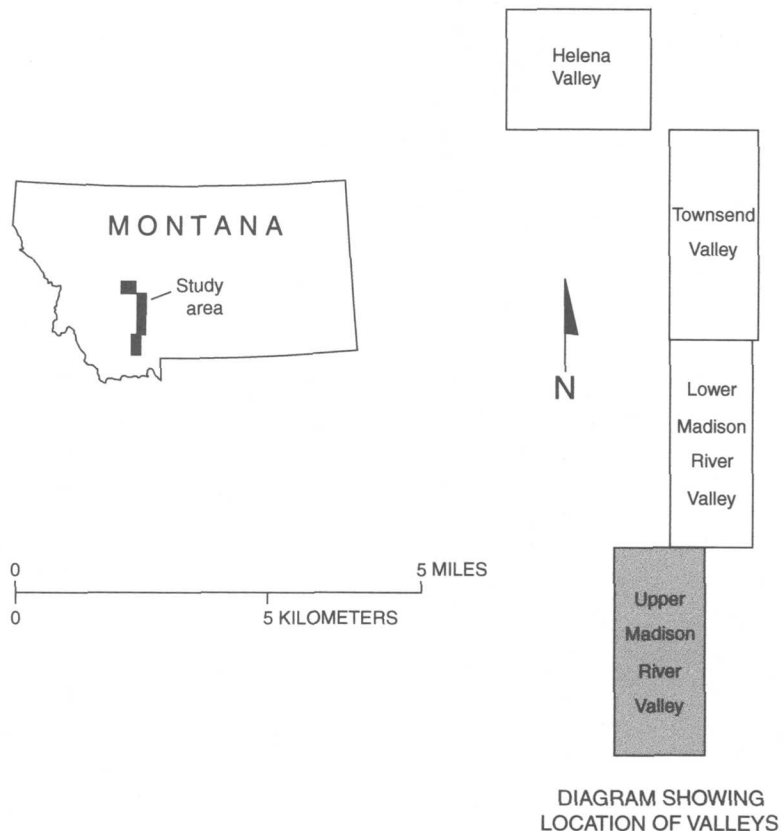 Helena
Valley
MONTANA
Study
area
Townsend
Valley
N
Lower
Madison
River
Valley
0 5 MILES
0 5 KILOMETERS
Upper
Madison
River
Valley
DIAGRAM SHOWING
LOCATION OF VALLEYS